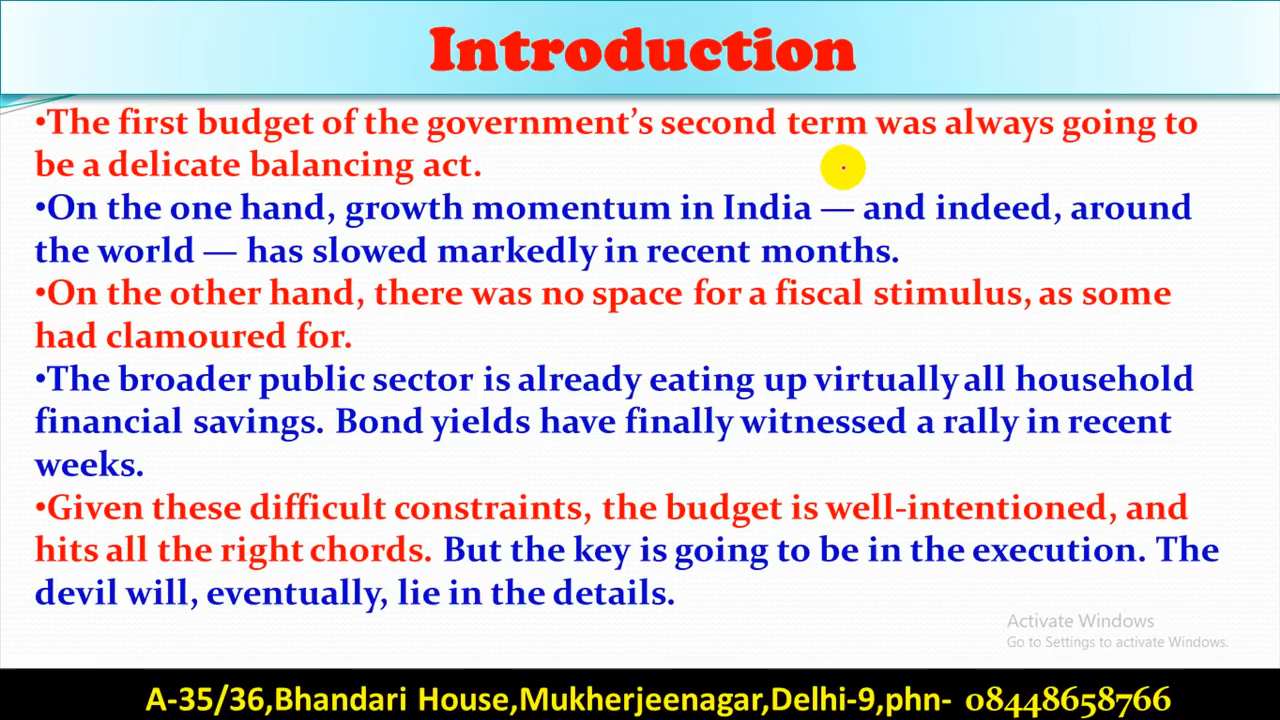 Introduction
•The first budget of the government’s second term was always going to
be a delicate balancing act.
•On the one hand, growth momentum in India — and indeed, around
the world — has slowed markedly in recent months.
•On the other hand, there was no space for a fiscal stimulus, as some
had clamoured for.
•The broader public sector is already eating up virtually all household
financial savings. Bond yields have finally witnessed a rally in recent
weeks.
•Given these difficult constraints, the budget is well-intentioned, and
hits all the right chords. But the key is going to be in the execution. The
devil will, eventually, lie in the details.
Activate Windows
Go to Settings to activate Windows.
A-35/36,Bhandari House,Mukherjeenagar,Delhi-9,phn- 08448658766